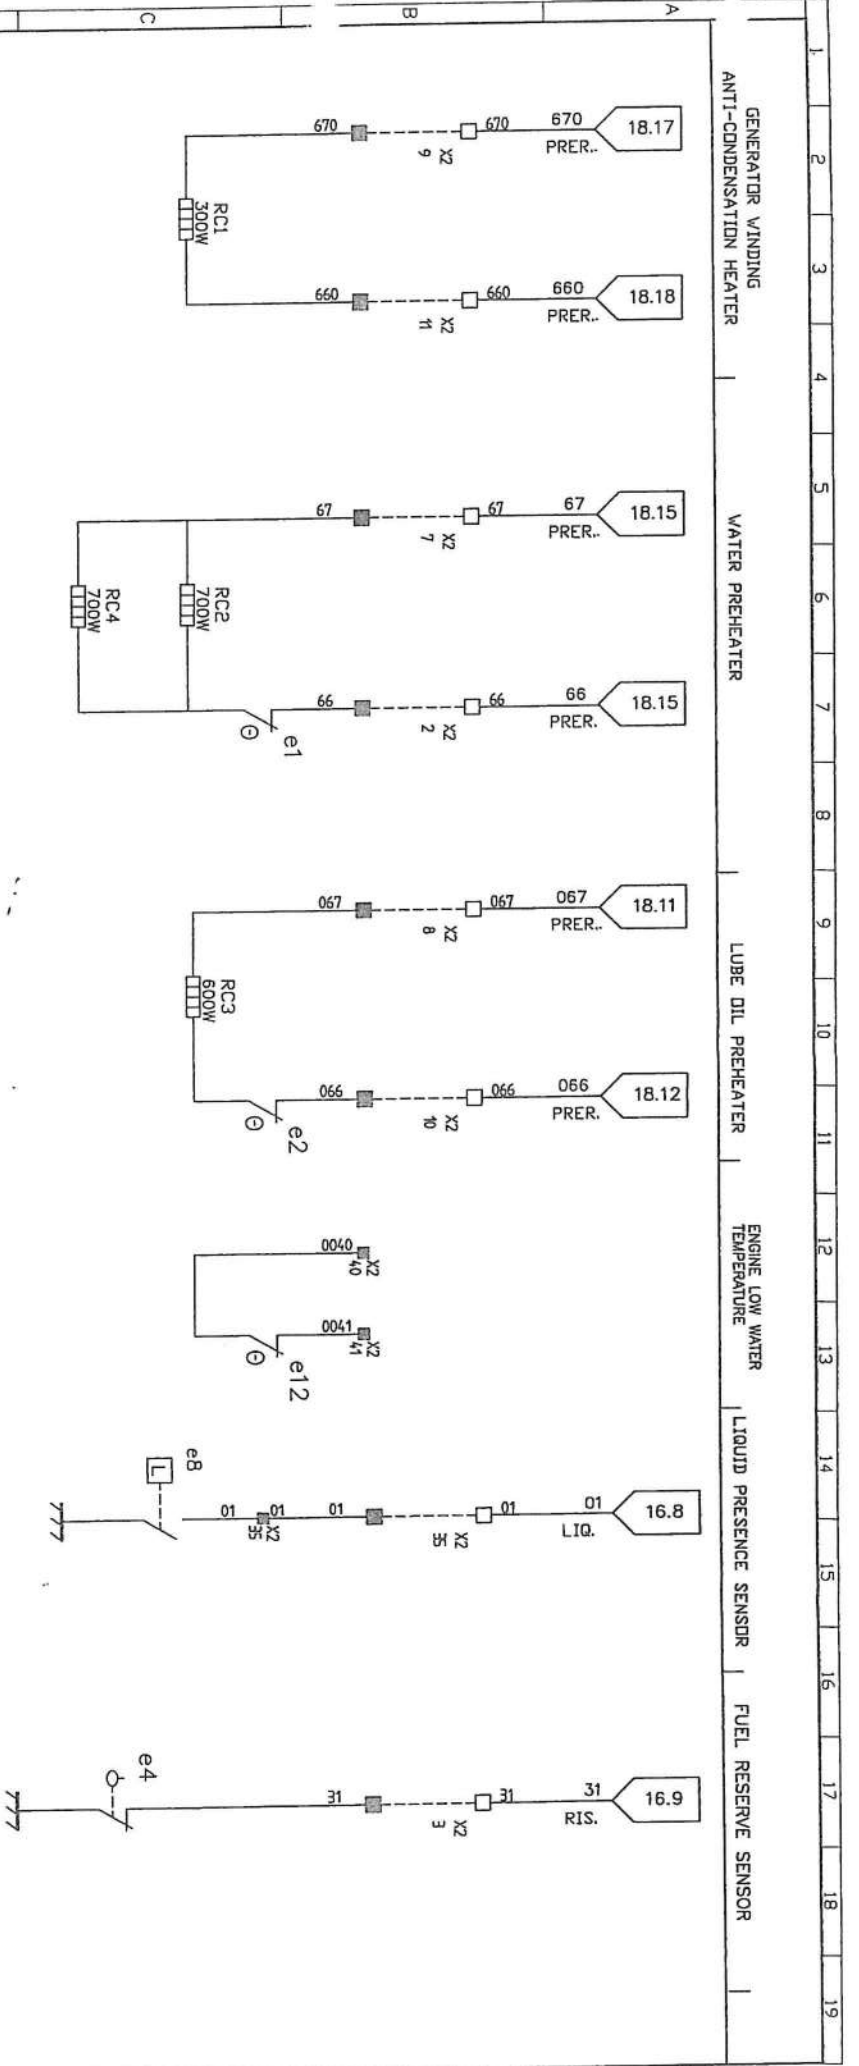 1
2
3
4
5
6
7
8
9
10
11
12
13
14
15
16
17
18
19
A
B
C
GENERATOR WINDING
ANTI-CONDENSATION HEATER
WATER PREHEATER
LUBE OIL PREHEATER
ENGINE LOW WATER
TEMPERATURE
LIQUID PRESENCE SENSOR
FUEL RESERVE SENSOR
18.17
670
PRER..
670
X2
9
670
RC1
300W
18.18
660
PRER..
660
X2
11
660
18.15
67
PRER..
67
X2
7
67
RC2
700W
RC4
700W
18.15
66
PRER.
66
X2
2
66
e1
18.11
067
PRER..
067
X2
8
067
RC3
600W
18.12
066
PRER.
066
X2
10
066
e2
0040
X2
40
0041
X2
41
e12
16.8
01
LIQ.
01
X2
35
01
01
X2
35
01
e8
L
16.9
31
RIS.
31
X2
3
31
e4